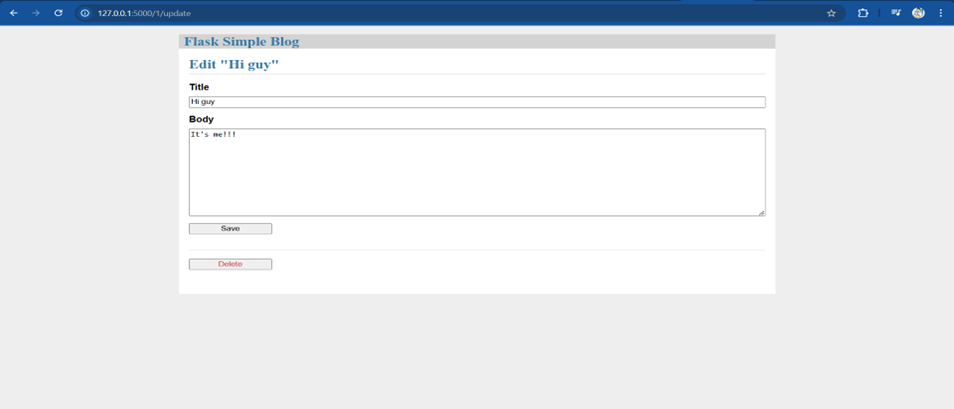 127.0.0.1:5000/1/update
Flask Simple Blog
Edit "Hi guy"
Title
Hi guy
Body
It's me!!!
Save
Delete